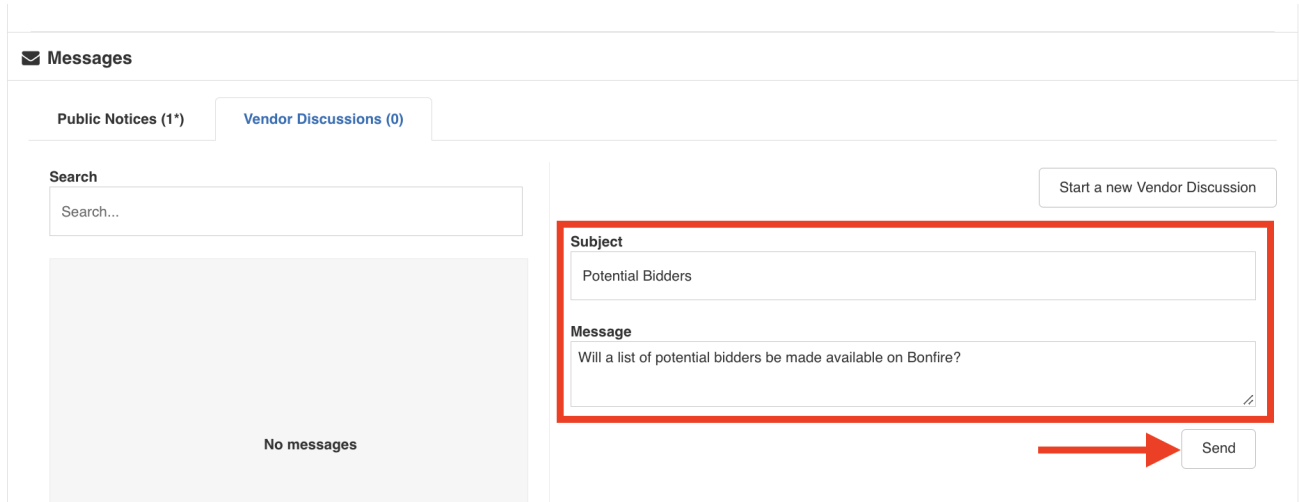 Messages
Public Notices (1*)
Vendor Discussions (0)
Search
Search...
No messages
Start a new Vendor Discussion
Subject
Potential Bidders
Message
Will a list of potential bidders be made available on Bonfire?
Send